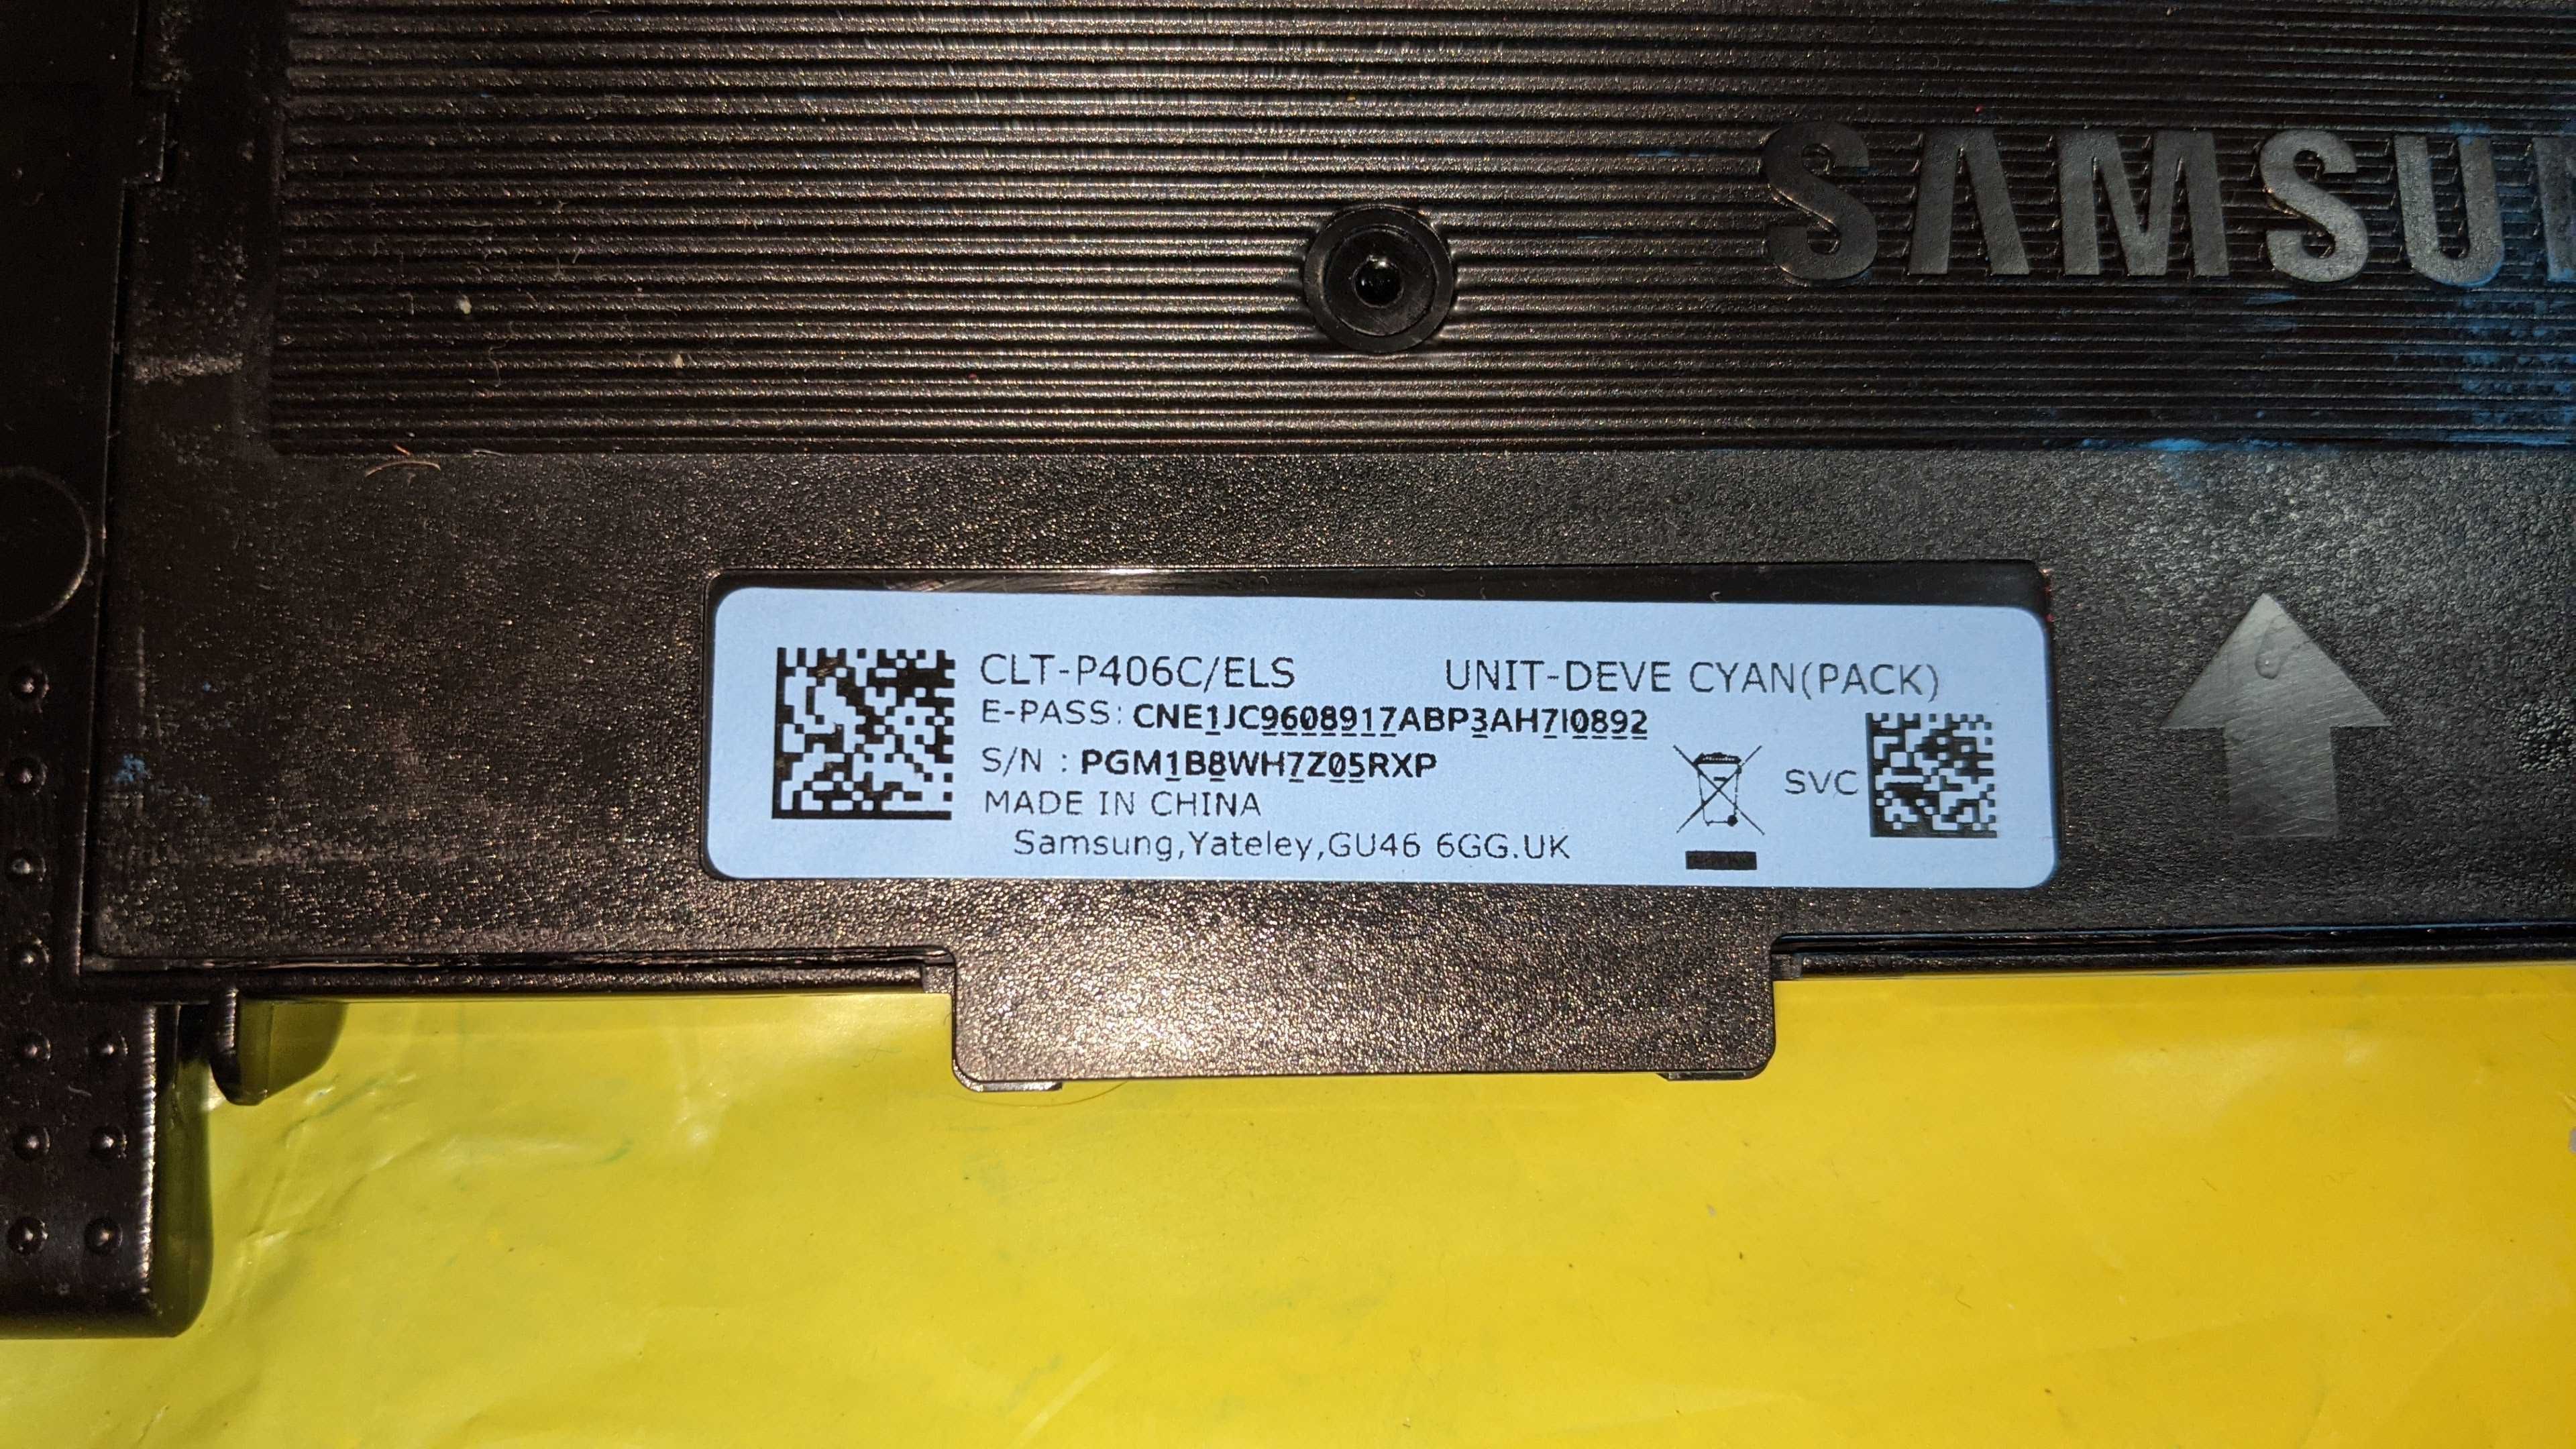 SAMSU
CLT-P406C/ELS UNIT-DEVE CYAN(PACK)
E-PASS: CNE1JC9608917ABP3AH7I0892
S/N : PGM1B8WH7Z05RXP
MADE IN CHINA
SVC
Samsung,Yateley,GU46 6GG.UK